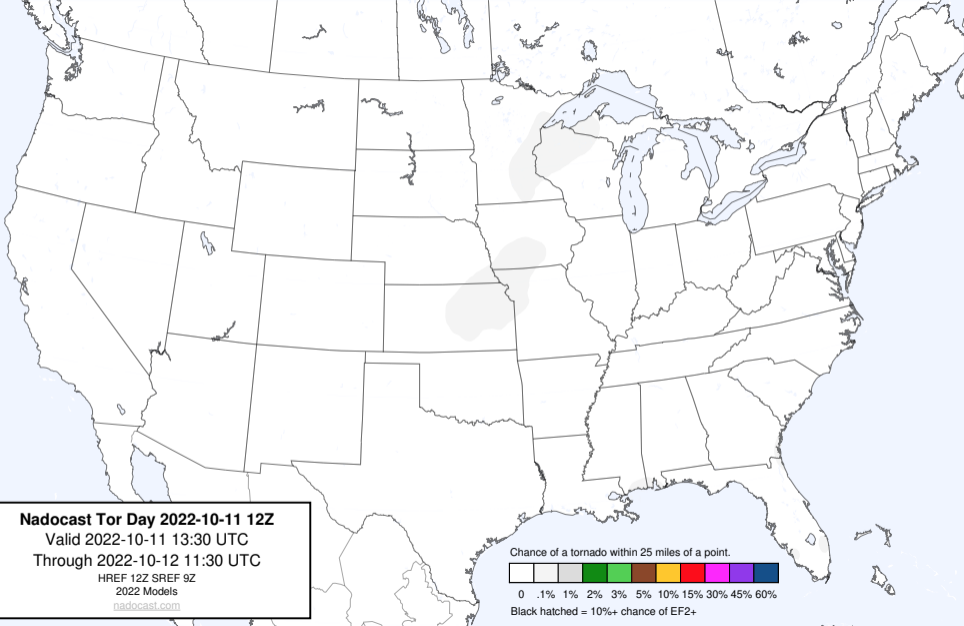 Nadocast Tor Day 2022-10-11 12Z
Valid 2022-10-11 13:30 UTC
Through 2022-10-12 11:30 UTC
HREF 12Z SREF 9Z
2022 Models
nadocast.com
Chance of a tornado within 25 miles of a point.
0 .1% 1% 2% 3% 5% 10% 15% 30% 45% 60%
Black hatched = 10%+ chance of EF2+